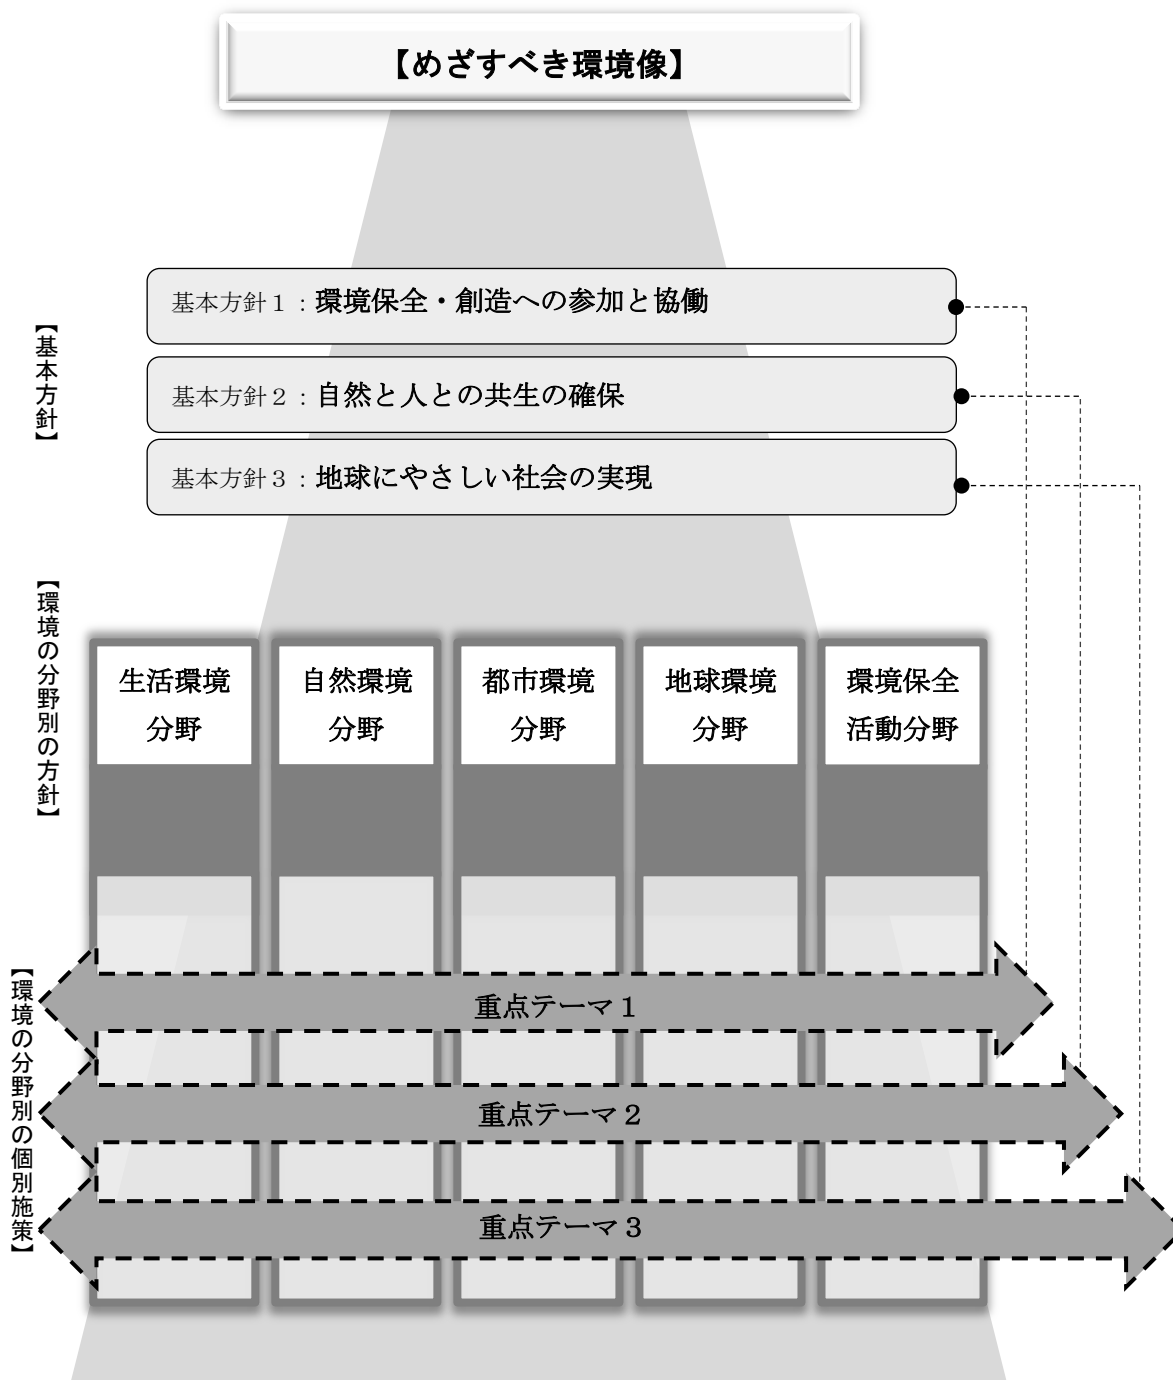 【めざすべき環境像】
【基本方針】
基本方針１：環境保全・創造への参加と協働
基本方針２：自然と人との共生の確保
基本方針３：地球にやさしい社会の実現
【環境の分野別の方針】
生活環境
分野
自然環境
分野
都市環境
分野
地球環境
分野
環境保全
活動分野
【環境の分野別の個別施策】
重点テーマ１
重点テーマ２
重点テーマ３